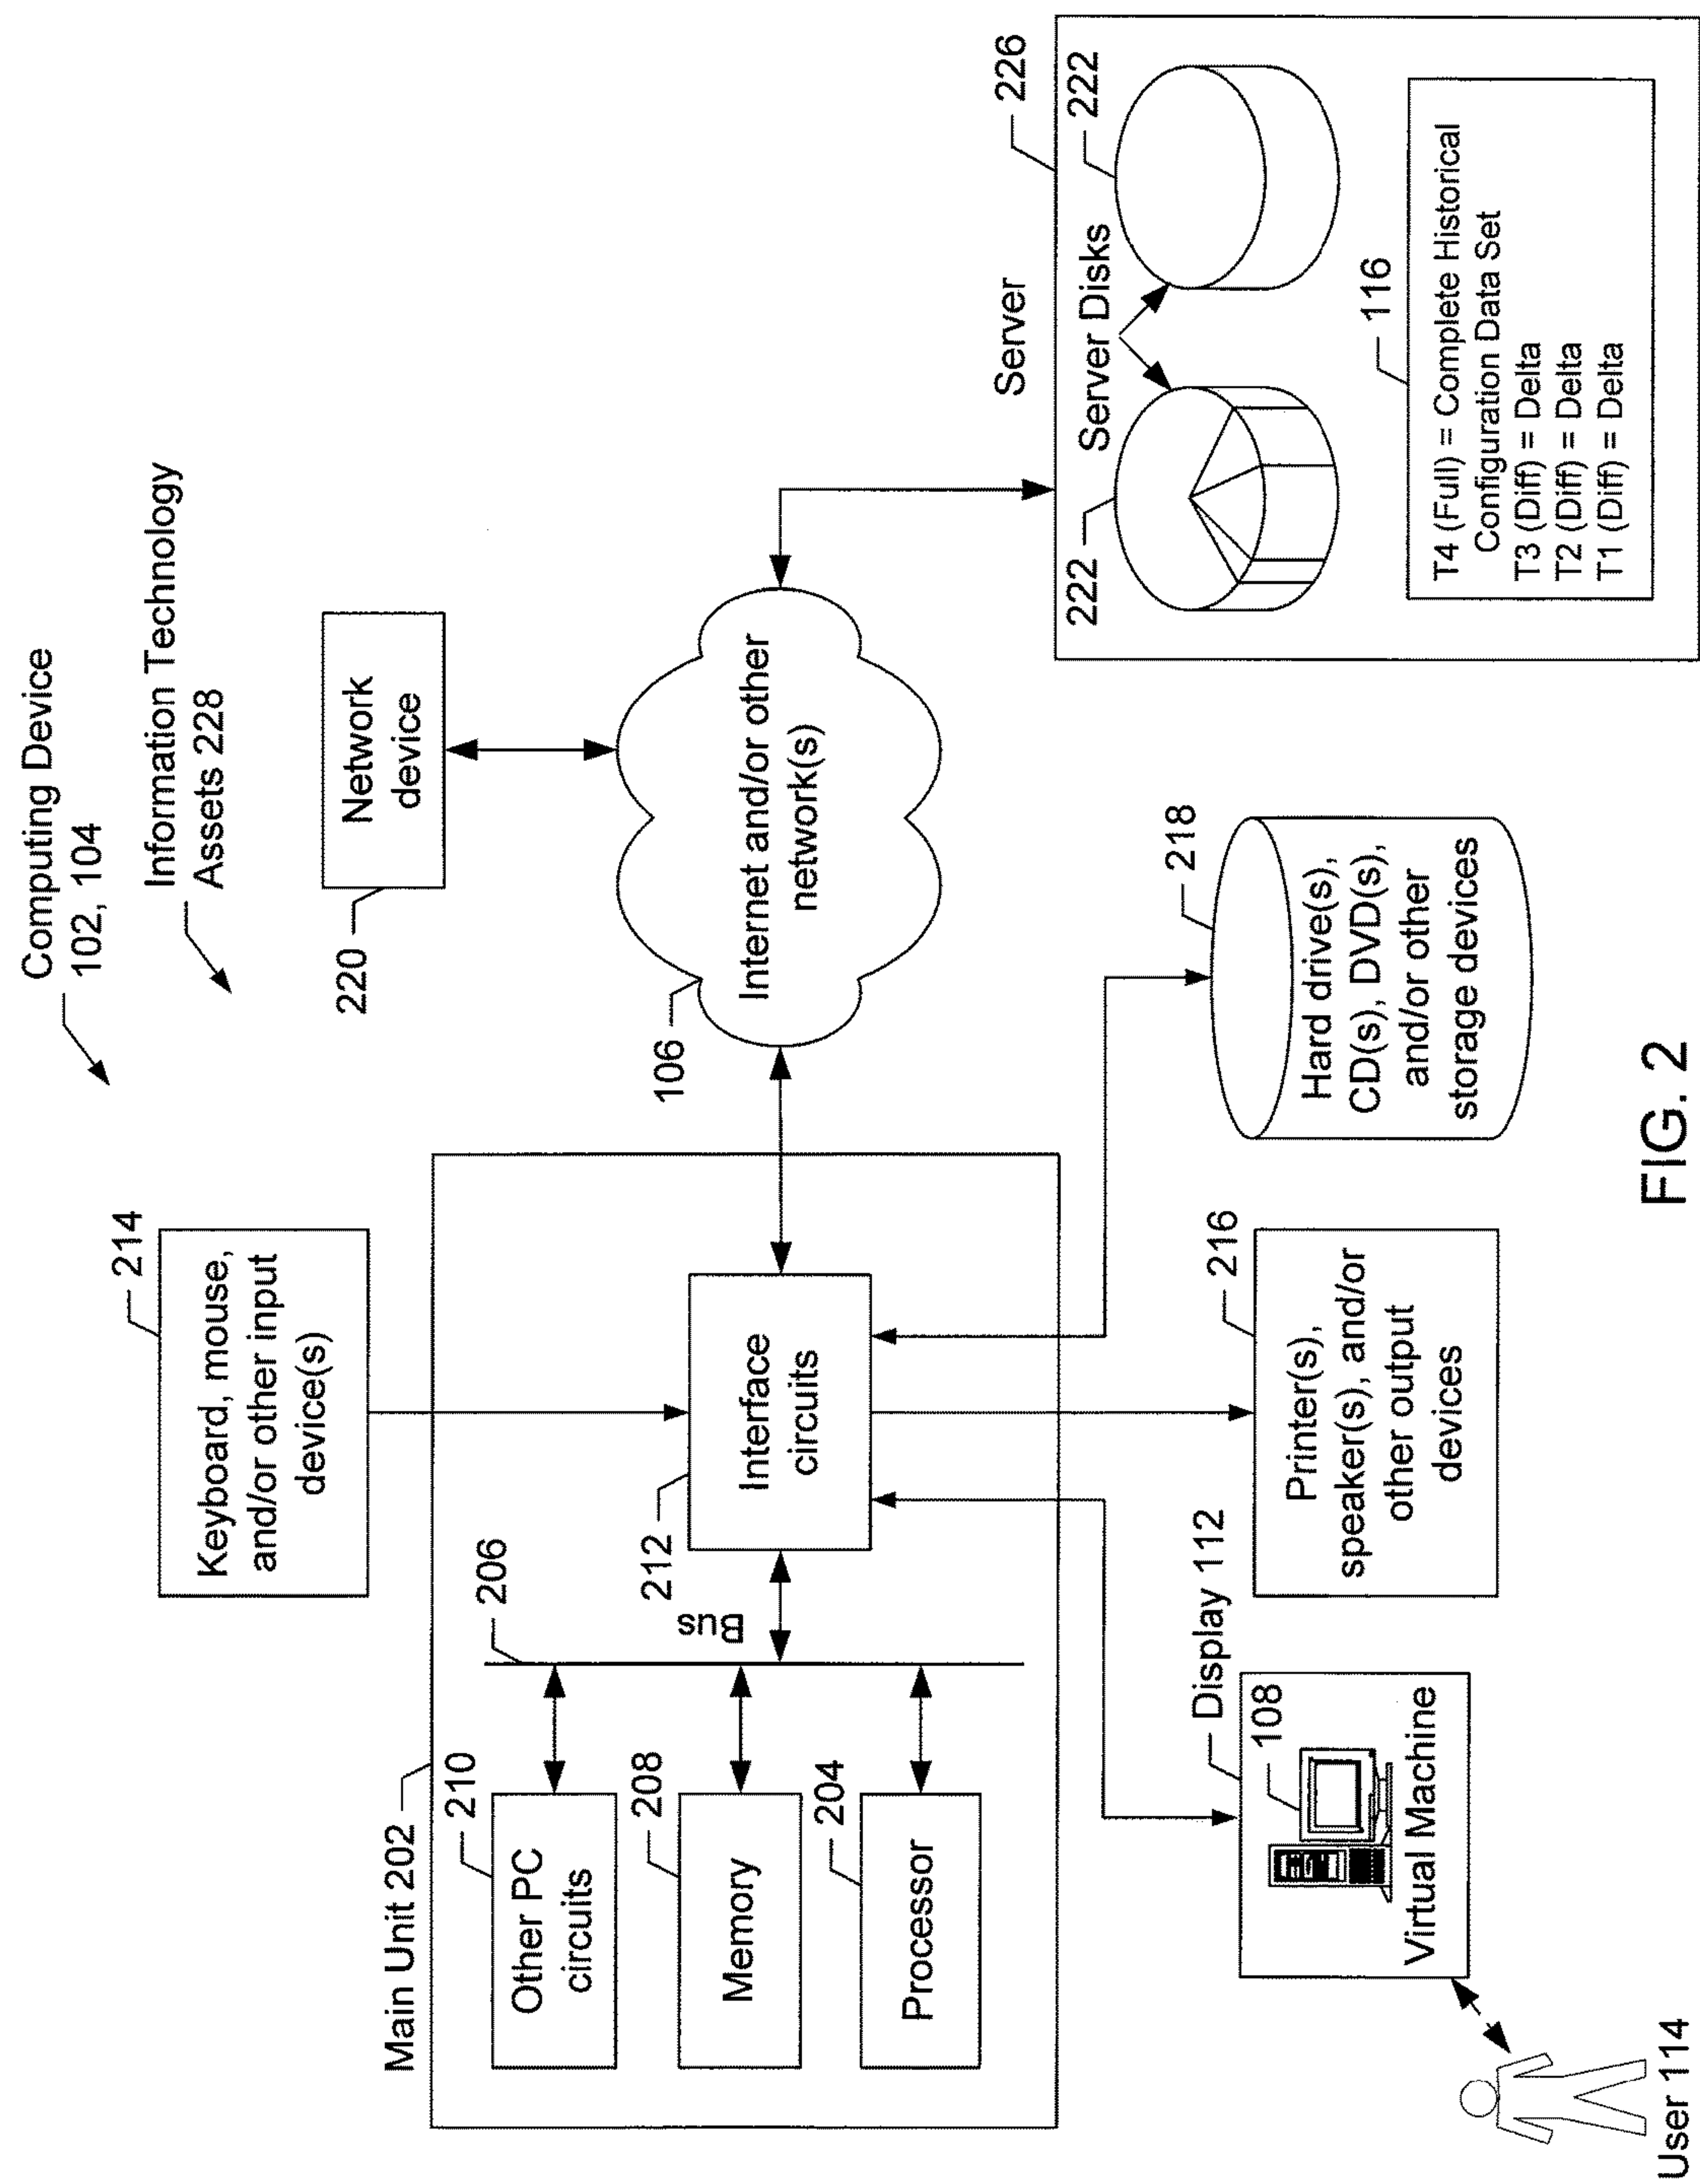 Computing Device
102, 104
Information Technology
Assets 228
214
Keyboard, mouse,
and/or other input
device(s)
Main Unit 202
210
Other PC
circuits
208
Memory
204
Processor
206
Bus
212
Interface
circuits
220
Network
device
106
Internet and/or other
network(s)
Server
226
Server Disks
222
222
116
T4 (Full) = Complete Historical
Configuration Data Set
T3 (Diff) = Delta
T2 (Diff) = Delta
T1 (Diff) = Delta
Display 112
108
Virtual Machine
User 114
216
Printer(s),
speaker(s), and/or
other output
devices
218
Hard drive(s),
CD(s), DVD(s),
and/or other
storage devices
FIG. 2